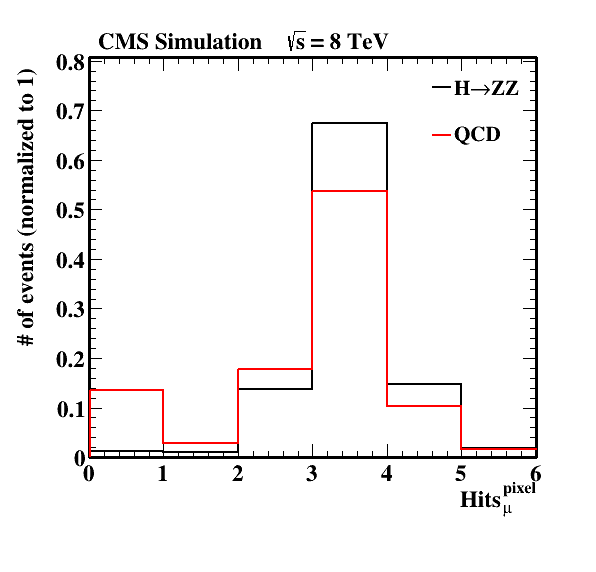 CMS Simulation √s = 8 TeV
# of events (normalized to 1)
0.8
0.7
0.6
0.5
0.4
0.3
0.2
0.1
0
H→ZZ
QCD
0 1 2 3 4 5 6
Hits_μ^pixel